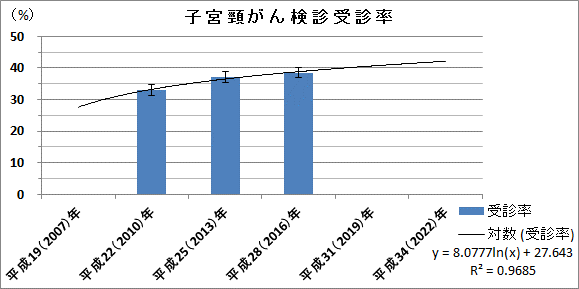 子宮頸がん検診受診率
(%)
50
40
30
20
10
0
平成19(2007)年
平成22(2010)年
平成25(2013)年
平成28(2016)年
平成31(2019)年
平成34(2022)年
受診率
対数 (受診率)
y = 8.0777ln(x) + 27.643
R² = 0.9685